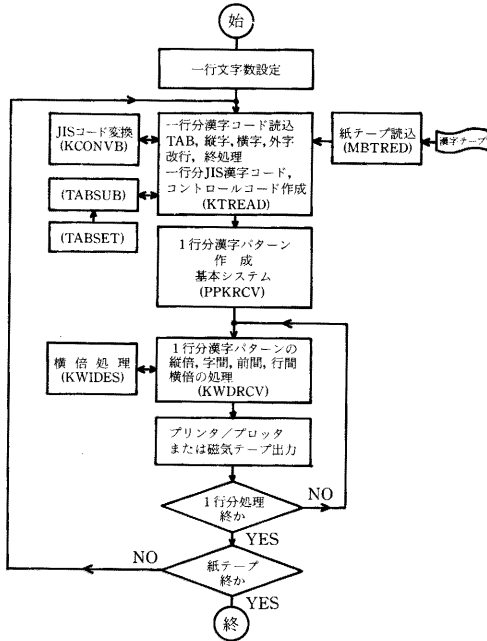 始
一行文字数設定
JISコード変換
(KCONVB)
一行分漢字コード読込
TAB, 縦字, 横字, 外字
改行, 終処理
一行分JIS漢字コード,
コントロールコード作成
(KTREAD)
紙テープ読込
(MBTRED)
漢字テープ
(TABSUB)
(TABSET)
1行分漢字パターン
作成
基本システム
(PPKRCV)
横倍処理
(KWIDES)
1行分漢字パターンの
縦倍, 字間, 前間, 行間
横倍の処理
(KWDRCV)
プリンタ/プロッタ
または磁気テープ出力
1行分処理
終か
NO
YES
紙テープ
終か
NO
YES
終